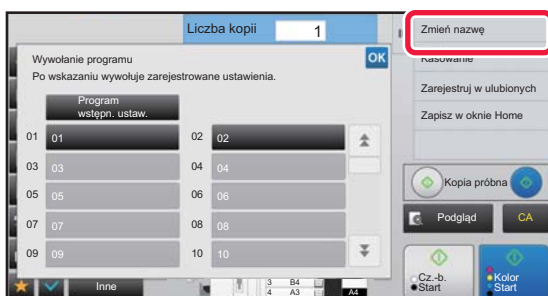 Liczba kopii 1
Wywołanie programu
OK
Po wskazaniu wywołuje zarejestrowane ustawienia.
Program
wstępn. ustaw.
01 01
02 02
03 03
04 04
05 05
06 06
07 07
08 08
09 09
10 10
Inne
3 B4
4 A3
A4
Zmień nazwę
Kasowanie
Zarejestruj w ulubionych
Zapisz w oknie Home
Kopia próbna
Podgląd
CA
Cz.-b.
Start
Kolor
Start